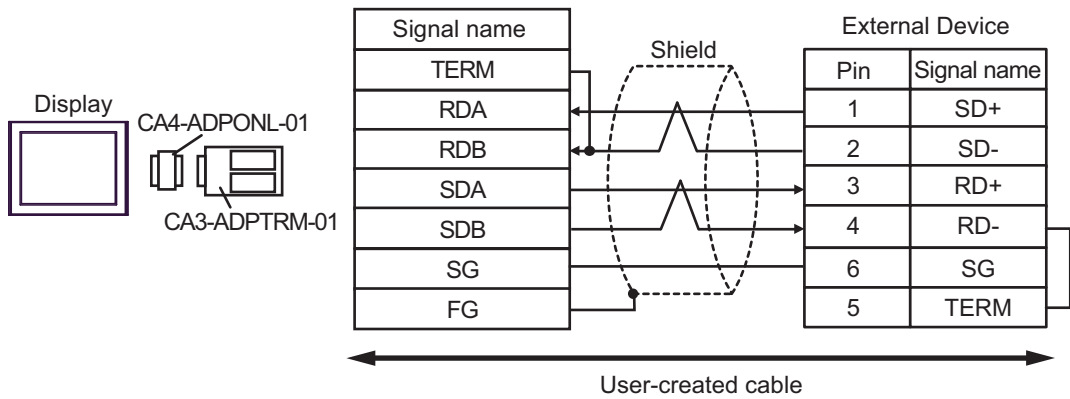 Display
CA4-ADPONL-01
CA3-ADPTRM-01
Signal name
TERM
RDA
RDB
SDA
SDB
SG
FG
Shield
External Device
Pin Signal name
1 SD+
2 SD-
3 RD+
4 RD-
6 SG
5 TERM
User-created cable